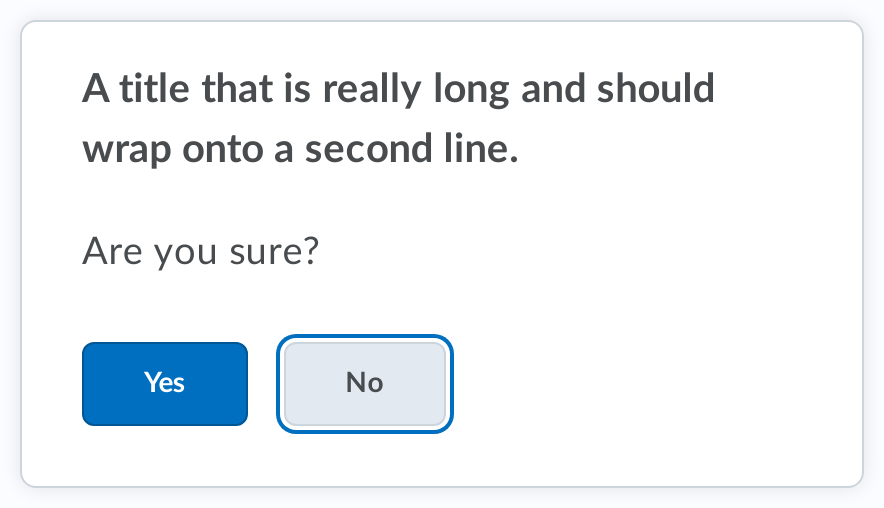 A title that is really long and should
wrap onto a second line.
Are you sure?
Yes
No